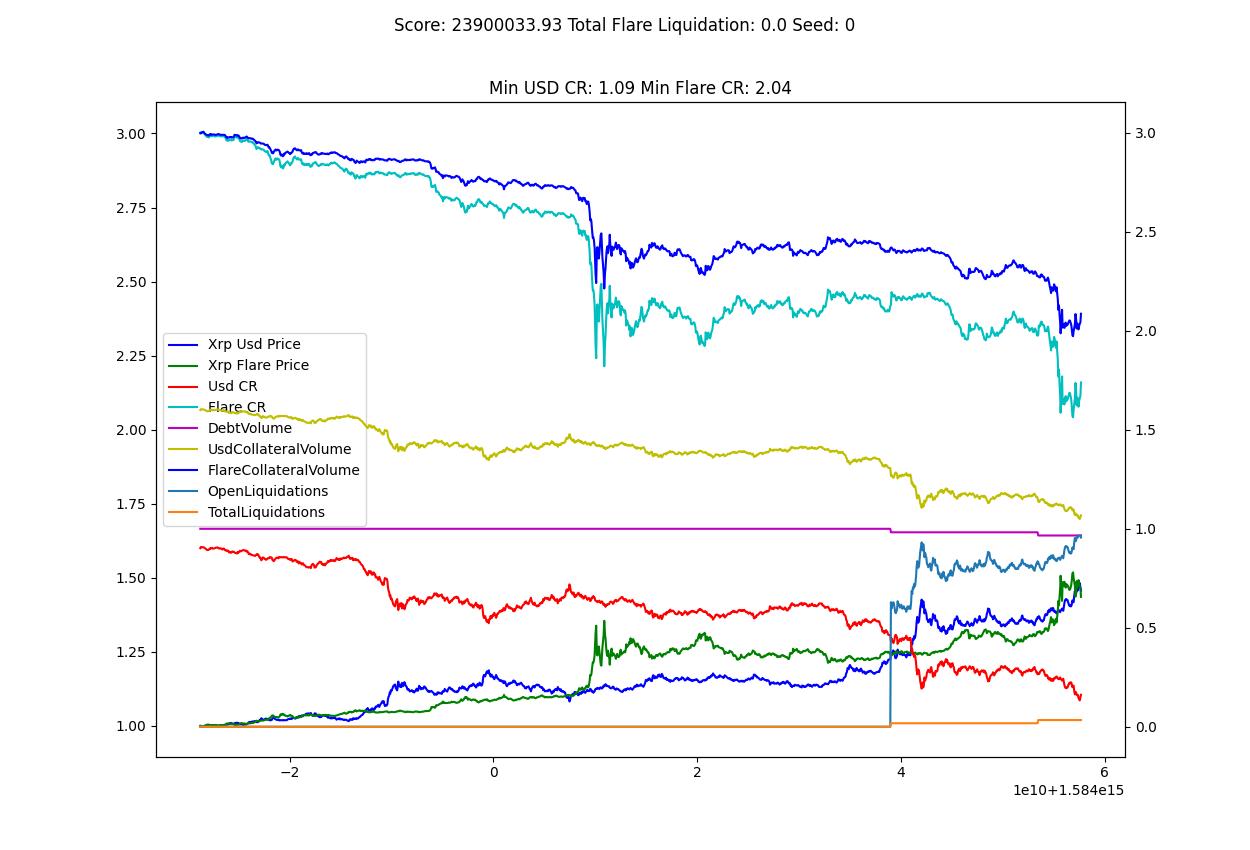 Score: 23900033.93 Total Flare Liquidation: 0.0 Seed: 0
Min USD CR: 1.09 Min Flare CR: 2.04
3.00
2.75
2.50
2.25
2.00
1.75
1.50
1.25
1.00
3.0
2.5
2.0
1.5
1.0
0.5
0.0
Xrp Usd Price
Xrp Flare Price
Usd CR
Flare CR
DebtVolume
UsdCollateralVolume
FlareCollateralVolume
OpenLiquidations
TotalLiquidations
−2 0 2 4 6
1e10+1.584e15